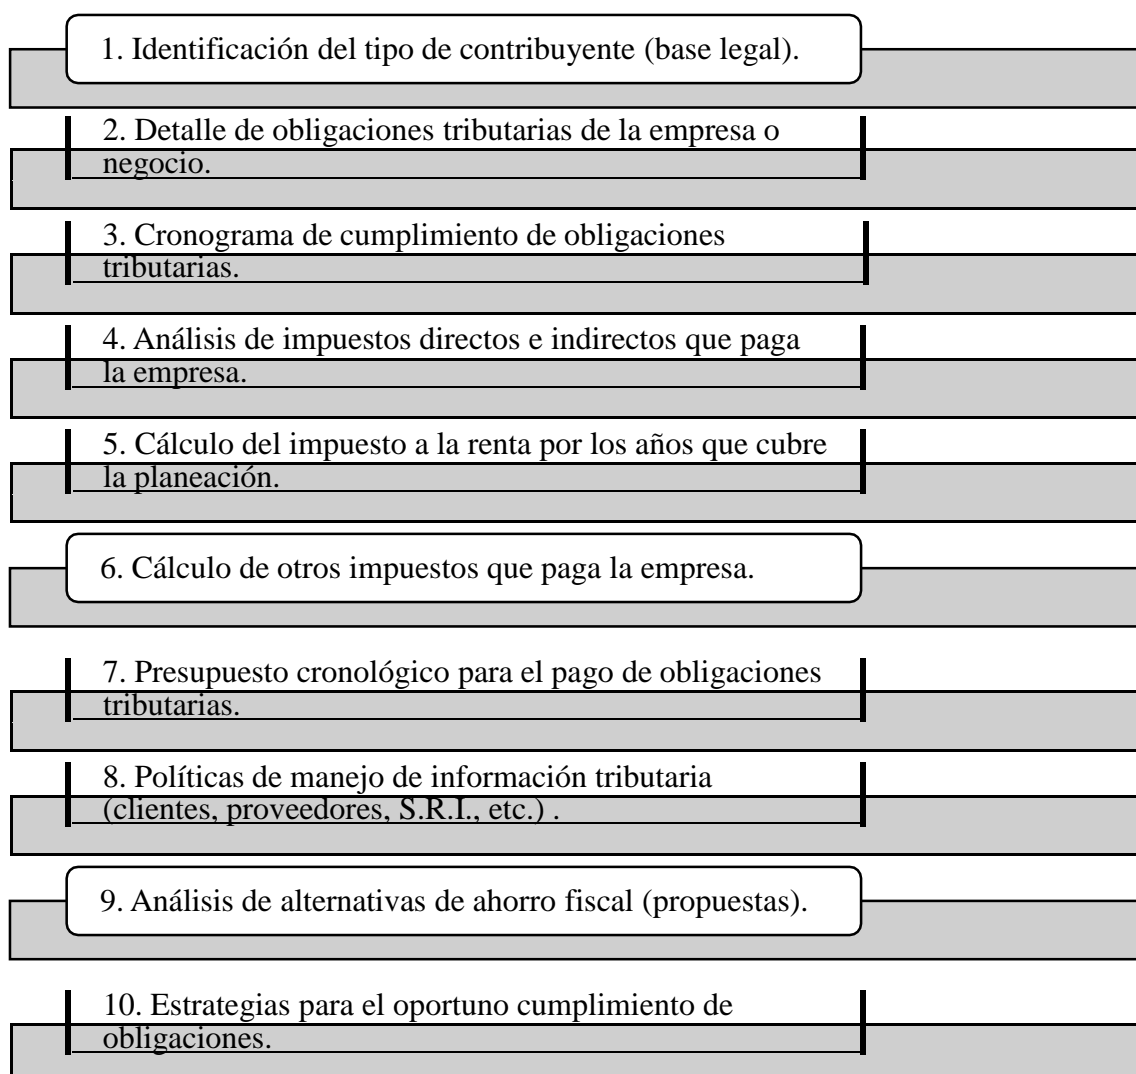 1. Identificación del tipo de contribuyente (base legal).
2. Detalle de obligaciones tributarias de la empresa o
negocio.
3. Cronograma de cumplimiento de obligaciones
tributarias.
4. Análisis de impuestos directos e indirectos que paga
la empresa.
5. Cálculo del impuesto a la renta por los años que cubre
la planeación.
6. Cálculo de otros impuestos que paga la empresa.
7. Presupuesto cronológico para el pago de obligaciones
tributarias.
8. Políticas de manejo de información tributaria
(clientes, proveedores, S.R.I., etc.) .
9. Análisis de alternativas de ahorro fiscal (propuestas).
10. Estrategias para el oportuno cumplimiento de
obligaciones.